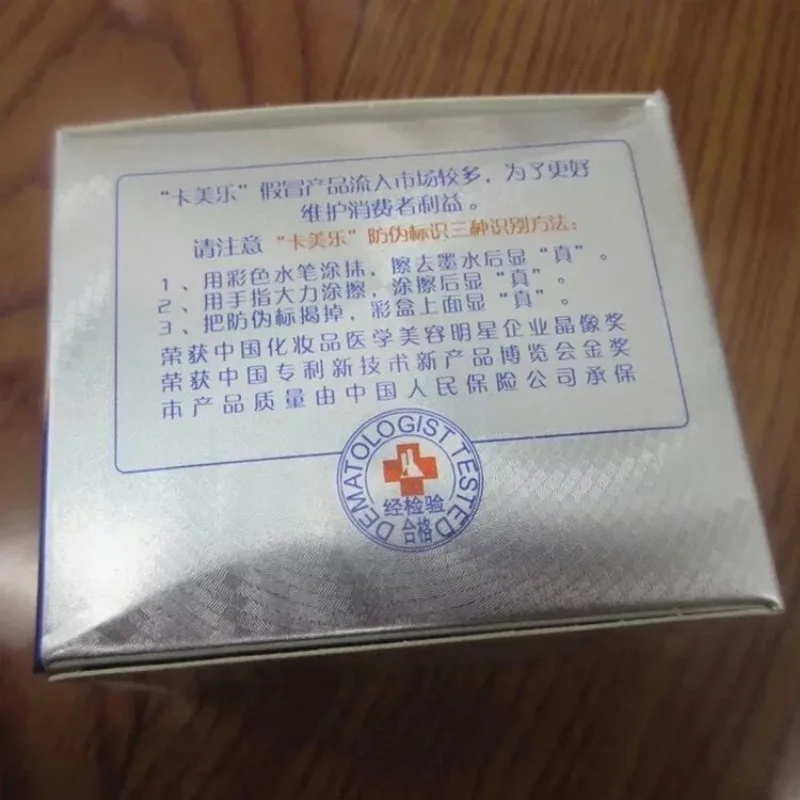 “卡美乐”假冒产品流入市场较多，为了更好
维护消费者利益。
请注意“卡美乐”防伪标识三种识别方法：
1、用彩色水笔涂抹，擦去墨水后显“真”。
2、用手指大力涂擦，涂擦后显“真”。
3、把防伪标揭掉，彩盒上面显“真”。
荣获中国化妆品医学美容明星企业晶像奖
荣获中国专利新技术新产品博览会金奖
本产品质量由中国人民保险公司承保
DEMATOLOGIST TESTED
经检验
合格